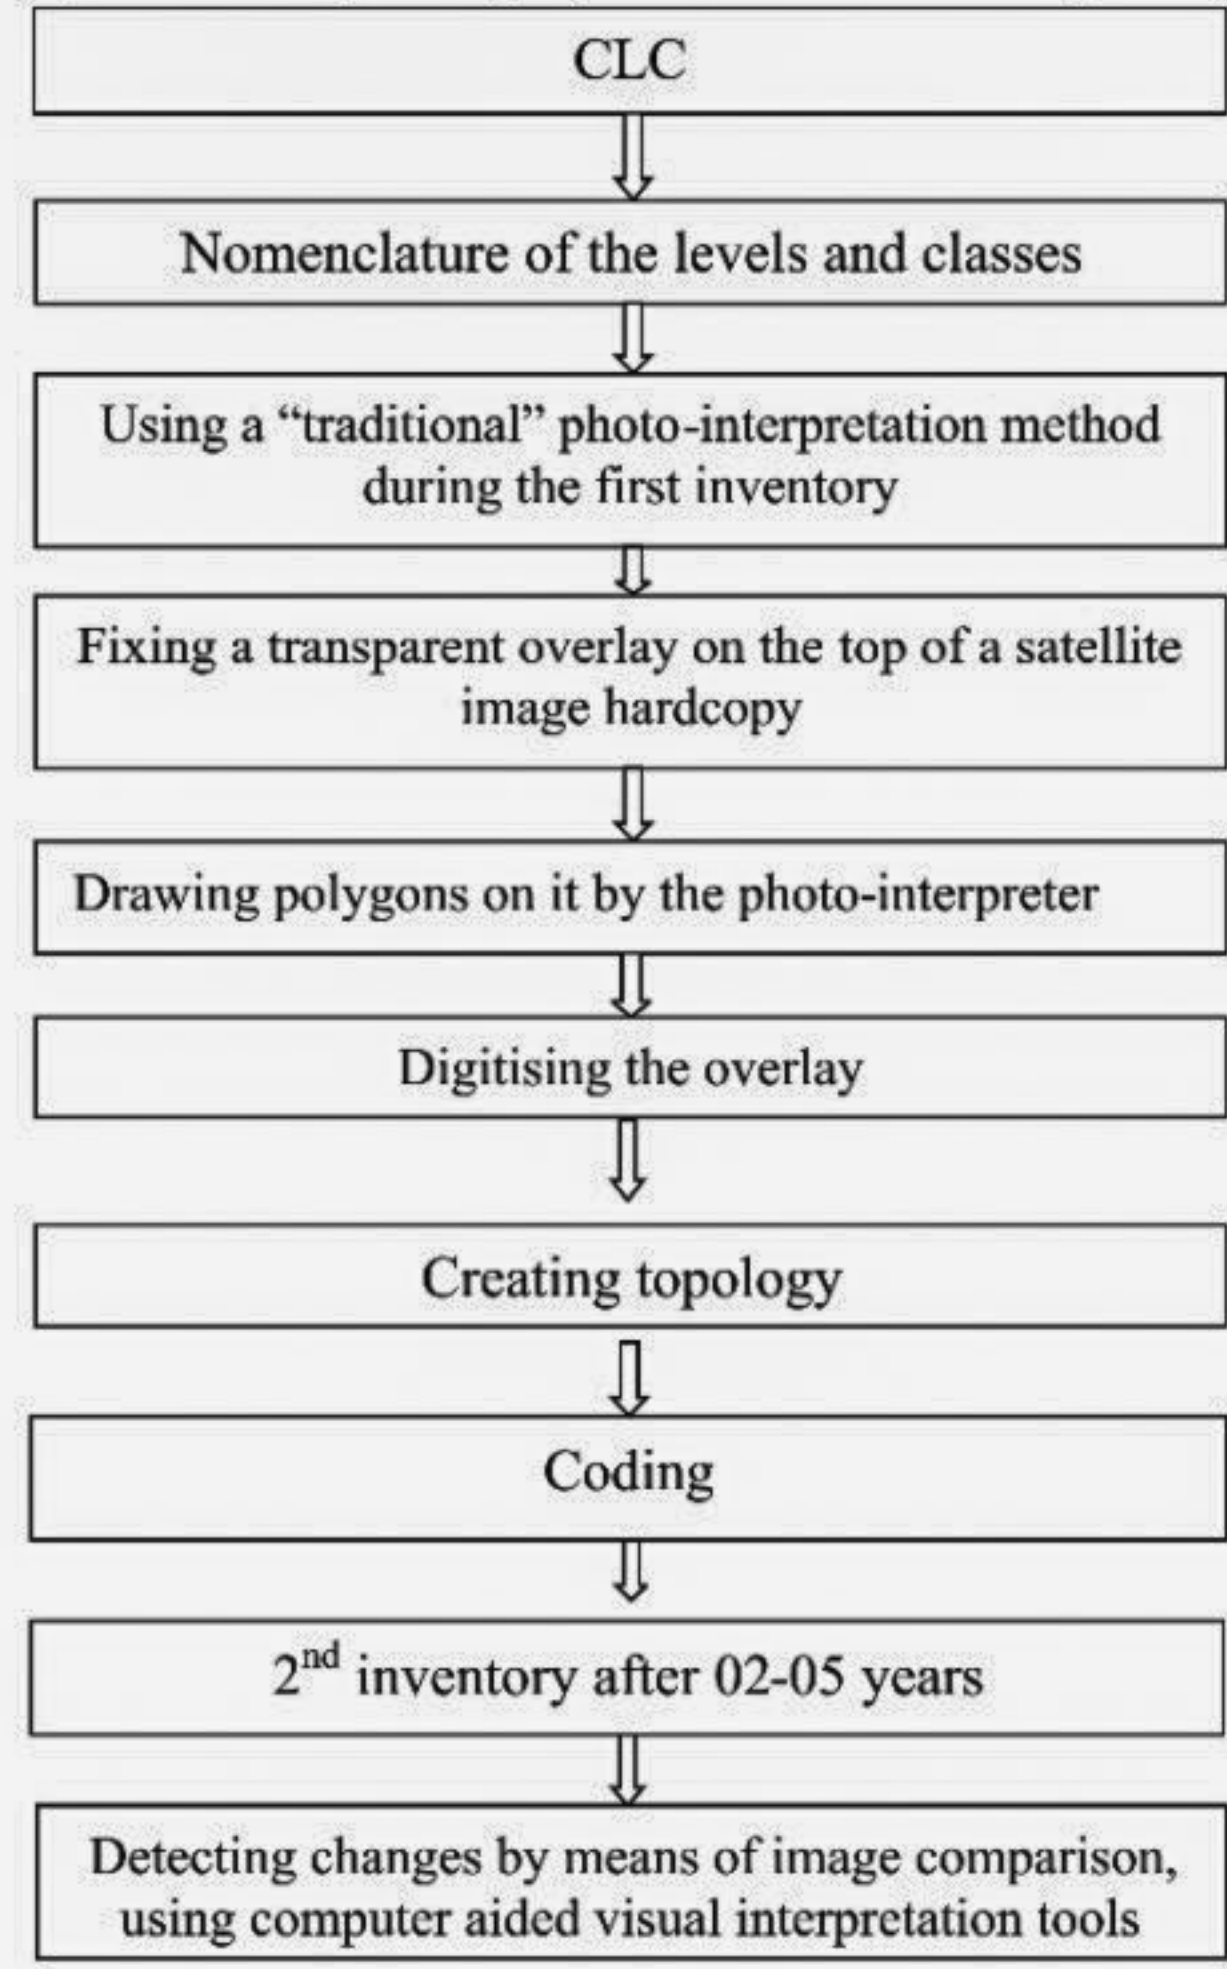 CLC
Nomenclature of the levels and classes
Using a “traditional” photo-interpretation method
during the first inventory
Fixing a transparent overlay on the top of a satellite
image hardcopy
Drawing polygons on it by the photo-interpreter
Digitising the overlay
Creating topology
Coding
2nd inventory after 02-05 years
Detecting changes by means of image comparison,
using computer aided visual interpretation tools